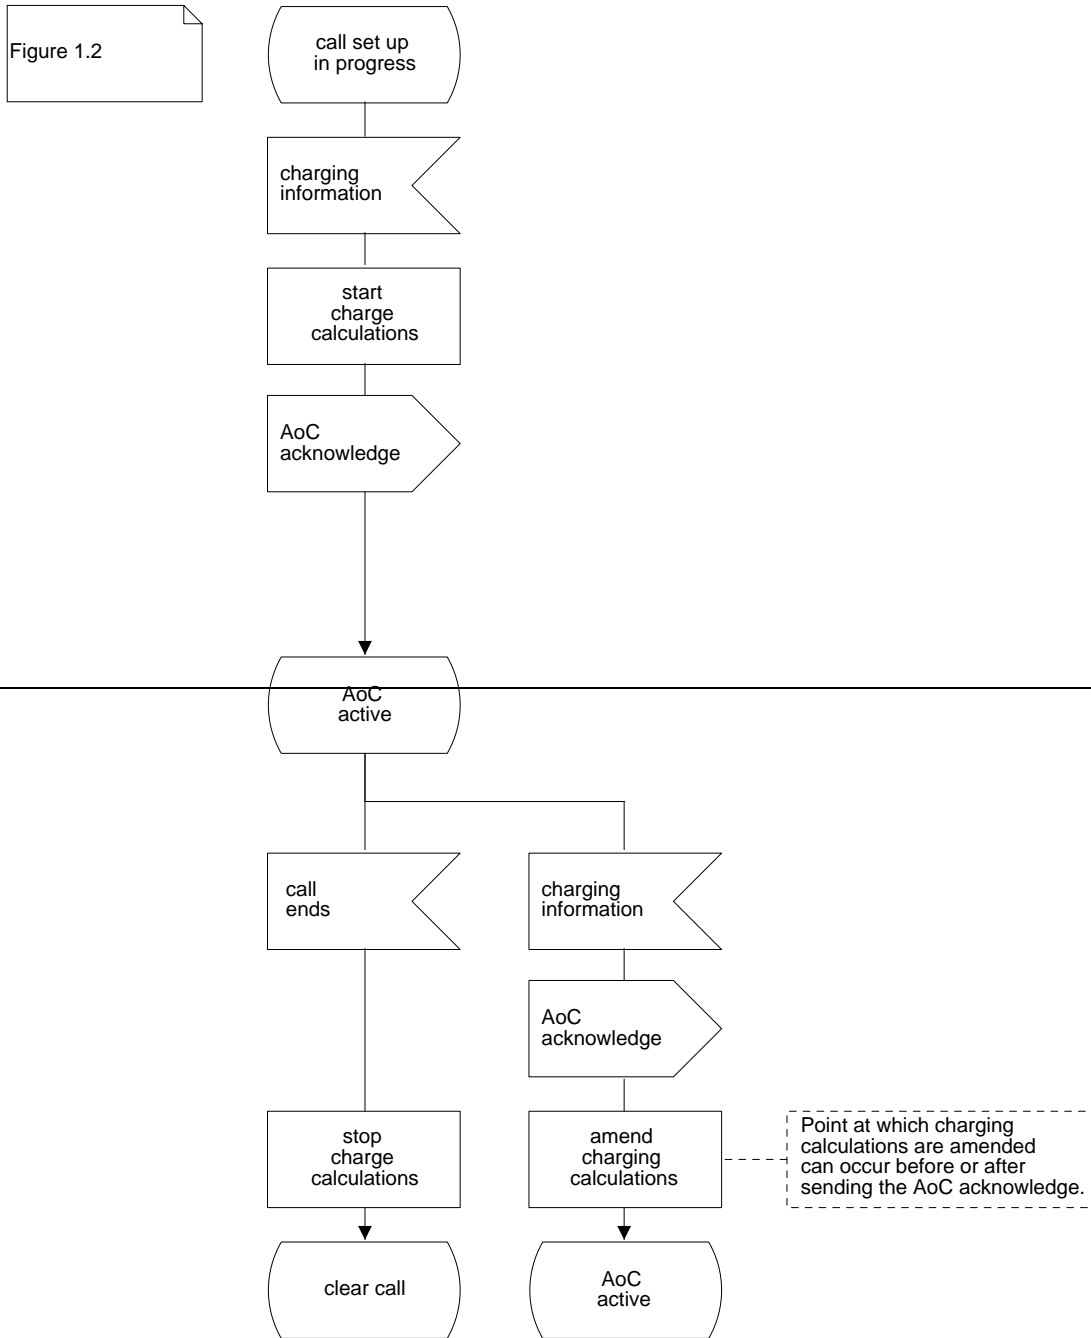 Figure 1.2
call set up
in progress
charging
information
start
charge
calculations
AoC
acknowledge
AoC
active
call
ends
charging
information
AoC
acknowledge
stop
charge
calculations
amend
charging
calculations
Point at which charging
calculations are amended
can occur before or after
sending the AoC acknowledge.
clear call
AoC
active